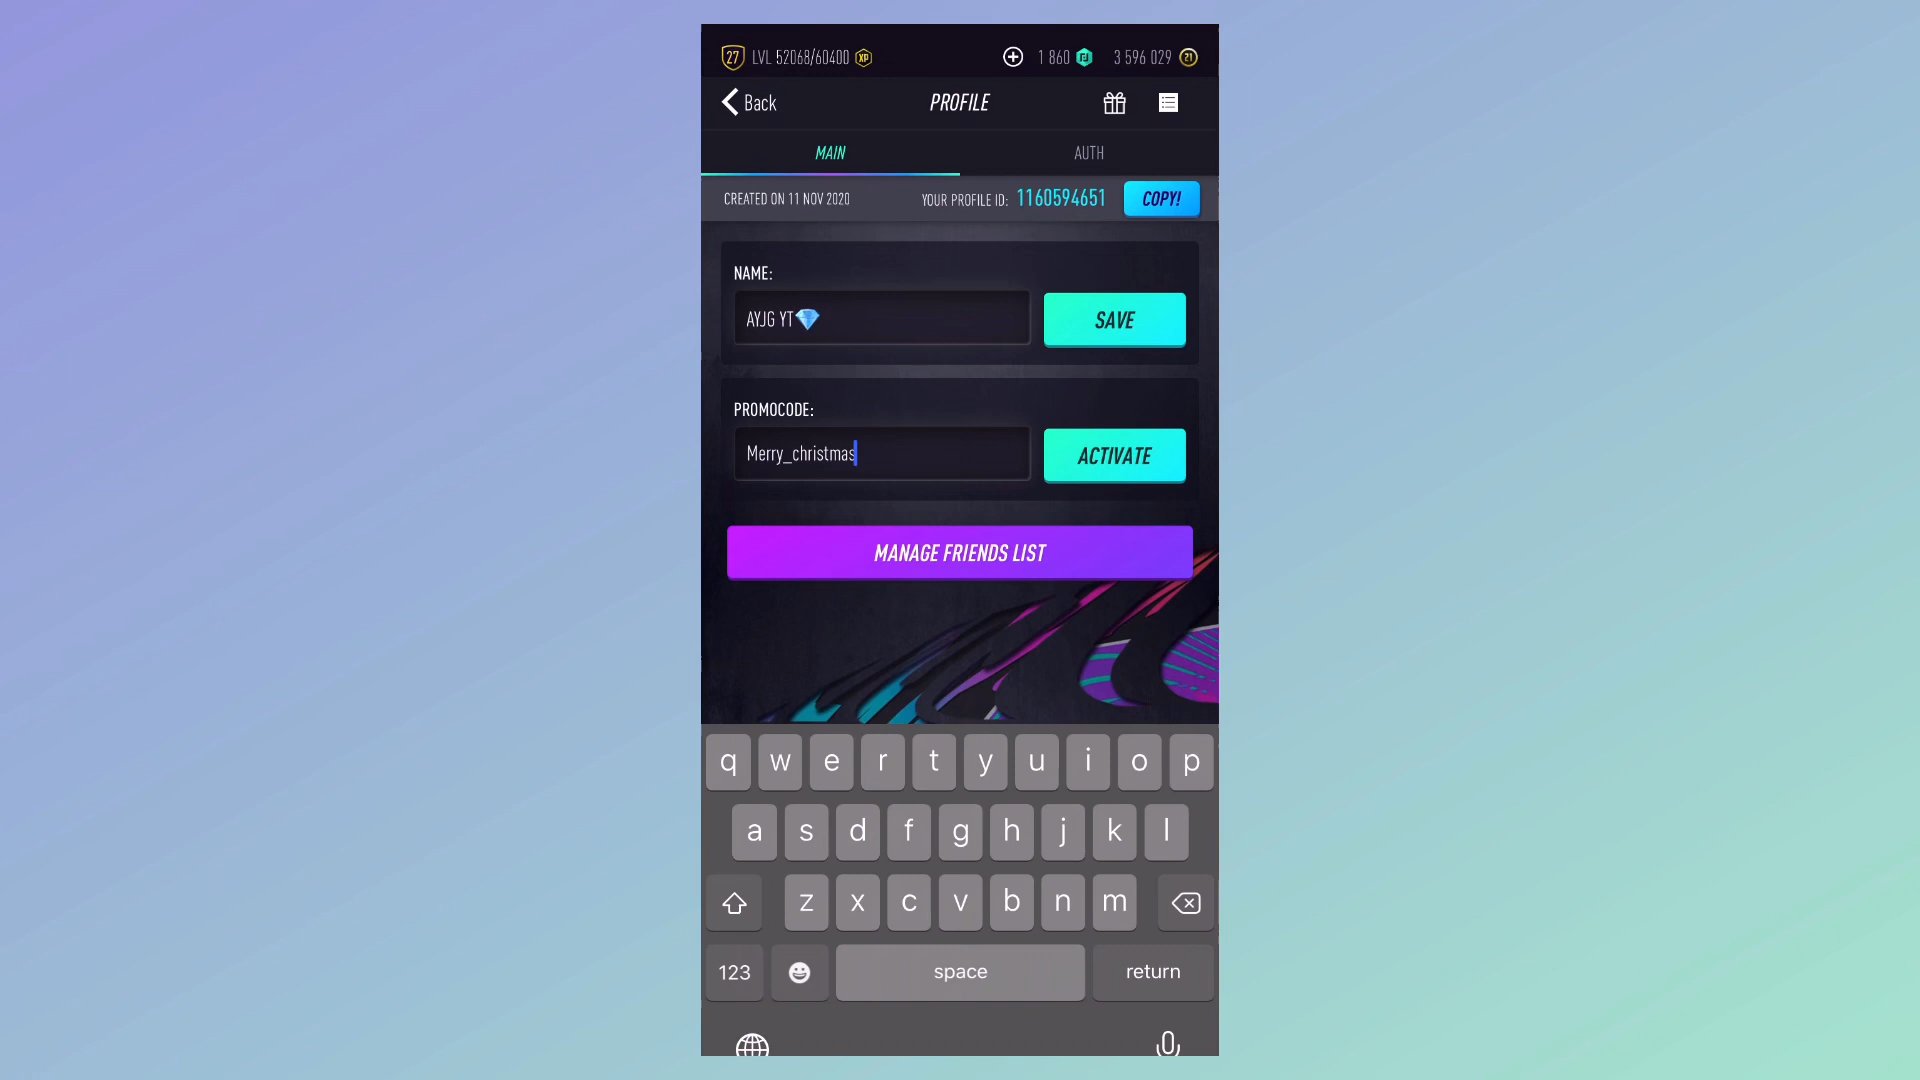 27 LVL 52068/60400 XP 1 860 3 596 029 21
Back PROFILE
MAIN AUTH
CREATED ON 11 NOV 2020 YOUR PROFILE ID: 1160594651 COPY!
NAME:
AYJG YT💎 SAVE
PROMOCODE:
Merry_christmas ACTIVATE
MANAGE FRIENDS LIST
q w e r t y u i o p
a s d f g h j k l
z x c v b n m
123 space return